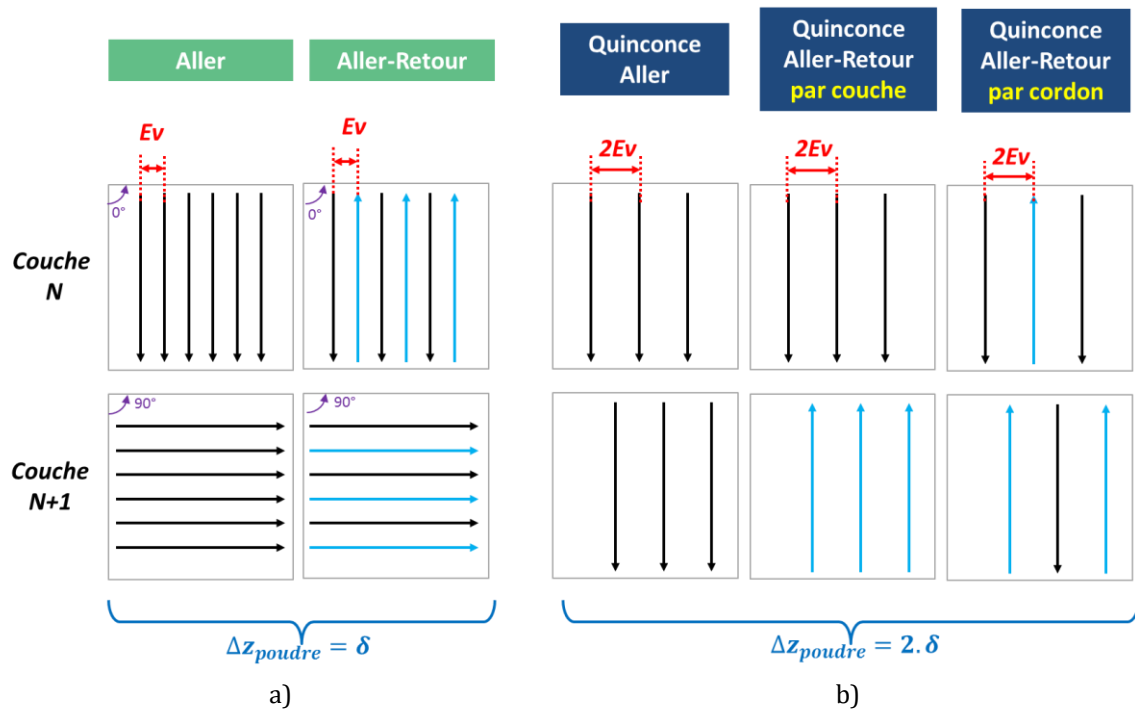 Aller
Aller-Retour
Quinconce
Aller
Quinconce
Aller-Retour
par couche
Quinconce
Aller-Retour
par cordon
Ev
Ev
2Ev
2Ev
2Ev
Couche
N
0°
0°
Couche
N+1
90°
90°
Δz_poudre = δ
Δz_poudre = 2.δ
a)
b)